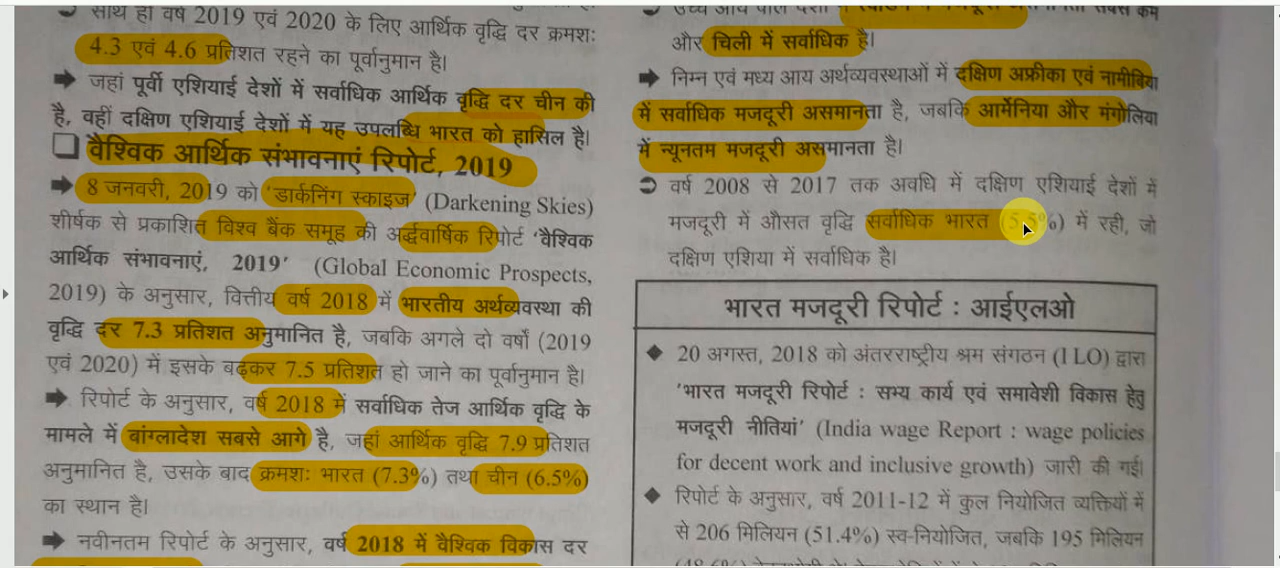 साथ ही वर्ष 2019 एवं 2020 के लिए आर्थिक वृद्धि दर क्रमशः
4.3 एवं 4.6 प्रतिशत रहने का पूर्वानुमान है।
➡ जहां पूर्वी एशियाई देशों में सर्वाधिक आर्थिक वृद्धि दर चीन की
है, वहीं दक्षिण एशियाई देशों में यह उपलब्धि भारत को हासिल है।
❑ वैश्विक आर्थिक संभावनाएं रिपोर्ट, 2019
➡ 8 जनवरी, 2019 को 'डार्कनिंग स्काइज' (Darkening Skies)
शीर्षक से प्रकाशित विश्व बैंक समूह की अर्द्धवार्षिक रिपोर्ट 'वैश्विक
आर्थिक संभावनाएं, 2019' (Global Economic Prospects,
2019) के अनुसार, वित्तीय वर्ष 2018 में भारतीय अर्थव्यवस्था की
वृद्धि दर 7.3 प्रतिशत अनुमानित है, जबकि अगले दो वर्षों (2019
एवं 2020) में इसके बढ़कर 7.5 प्रतिशत हो जाने का पूर्वानुमान है।
➡ रिपोर्ट के अनुसार, वर्ष 2018 में सर्वाधिक तेज आर्थिक वृद्धि के
मामले में बांग्लादेश सबसे आगे है, जहां आर्थिक वृद्धि 7.9 प्रतिशत
अनुमानित है, उसके बाद क्रमशः भारत (7.3%) तथा चीन (6.5%)
का स्थान है।
➡ नवीनतम रिपोर्ट के अनुसार, वर्ष 2018 में वैश्विक विकास दर
और चिली में सर्वाधिक है।
➡ निम्न एवं मध्य आय अर्थव्यवस्थाओं में दक्षिण अफ्रीका एवं नामीबिया
में सर्वाधिक मजदूरी असमानता है, जबकि आर्मेनिया और मंगोलिया
में न्यूनतम मजदूरी असमानता है।
➲ वर्ष 2008 से 2017 तक अवधि में दक्षिण एशियाई देशों में
मजदूरी में औसत वृद्धि सर्वाधिक भारत (5.5%) में रही, जो
दक्षिण एशिया में सर्वाधिक है।
भारत मजदूरी रिपोर्ट : आईएलओ
◆ 20 अगस्त, 2018 को अंतरराष्ट्रीय श्रम संगठन (ILO) द्वारा
'भारत मजदूरी रिपोर्ट : सभ्य कार्य एवं समावेशी विकास हेतु
मजदूरी नीतियां' (India wage Report : wage policies
for decent work and inclusive growth) जारी की गई।
◆ रिपोर्ट के अनुसार, वर्ष 2011-12 में कुल नियोजित व्यक्तियों में
से 206 मिलियन (51.4%) स्व-नियोजित, जबकि 195 मिलियन